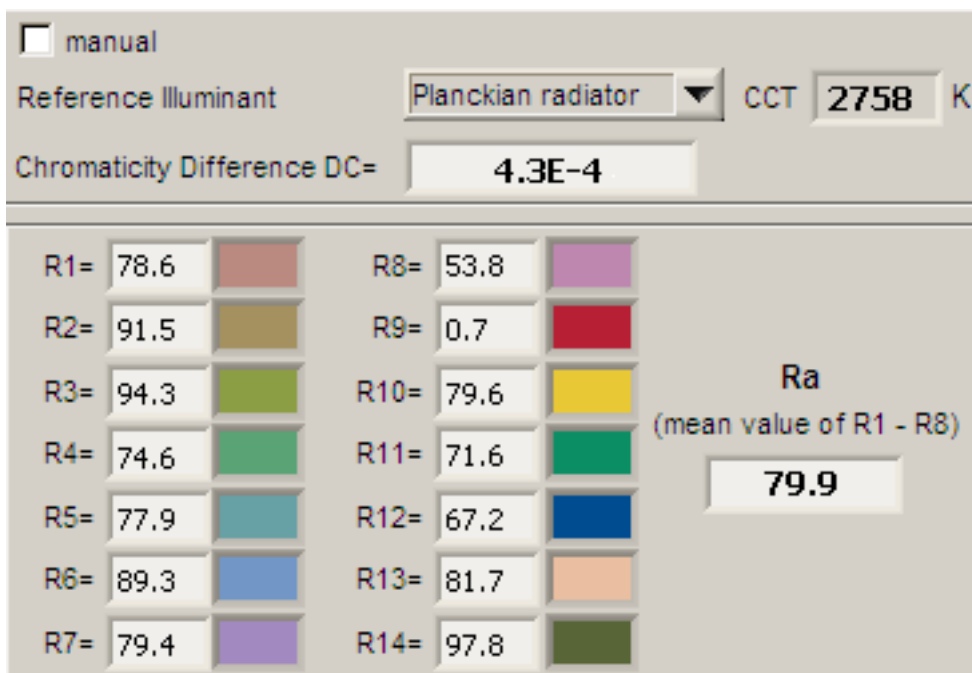 manual
Reference Illuminant Planckian radiator CCT 2758 K
Chromaticity Difference DC= 4.3E-4
R1= 78.6 R8= 53.8
R2= 91.5 R9= 0.7
R3= 94.3 R10= 79.6
R4= 74.6 R11= 71.6
R5= 77.9 R12= 67.2
R6= 89.3 R13= 81.7
R7= 79.4 R14= 97.8
Ra
(mean value of R1 - R8)
79.9